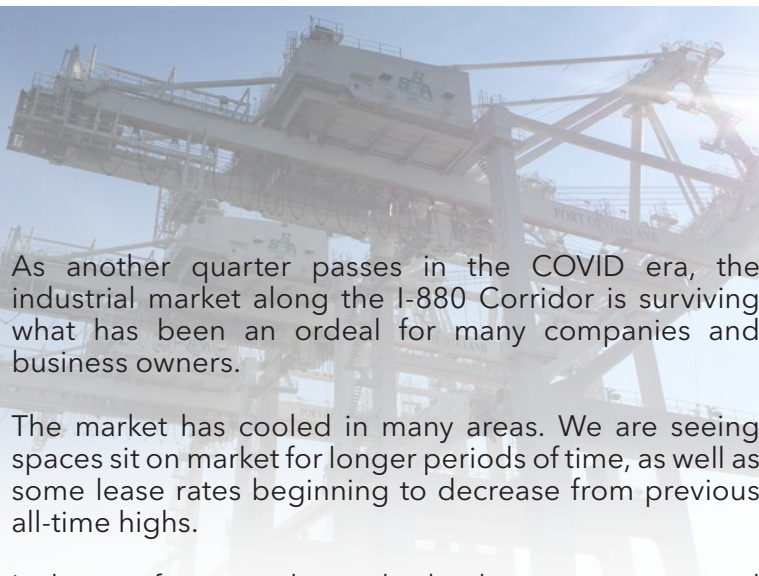 PORT OF OAKLAND
As another quarter passes in the COVID era, the
industrial market along the I-880 Corridor is surviving
what has been an ordeal for many companies and
business owners.
The market has cooled in many areas. We are seeing
spaces sit on market for longer periods of time, as well as
some lease rates beginning to decrease from previous
all-time highs.